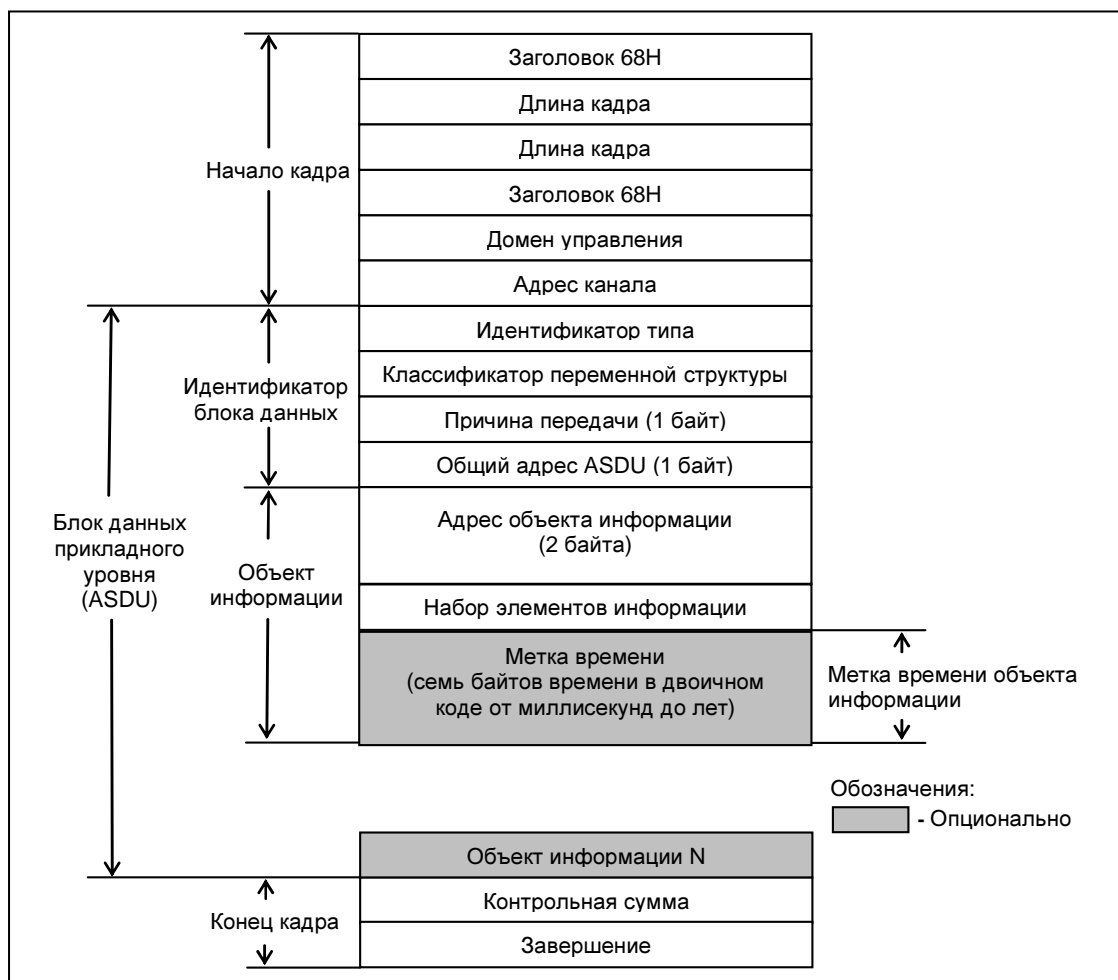 Заголовок 68H
Длина кадра
Длина кадра
Начало кадра
Заголовок 68H
Домен управления
Адрес канала
Идентификатор типа
Идентификатор
блока данных
Классификатор переменной структуры
Причина передачи (1 байт)
Общий адрес ASDU (1 байт)
Блок данных
прикладного
уровня
(ASDU)
Объект
информации
Адрес объекта информации
(2 байта)
Набор элементов информации
Метка времени
(семь байтов времени в двоичном
коде от миллисекунд до лет)
Метка времени объекта
информации
Обозначения:
- Опционально
Объект информации N
Конец кадра
Контрольная сумма
Завершение